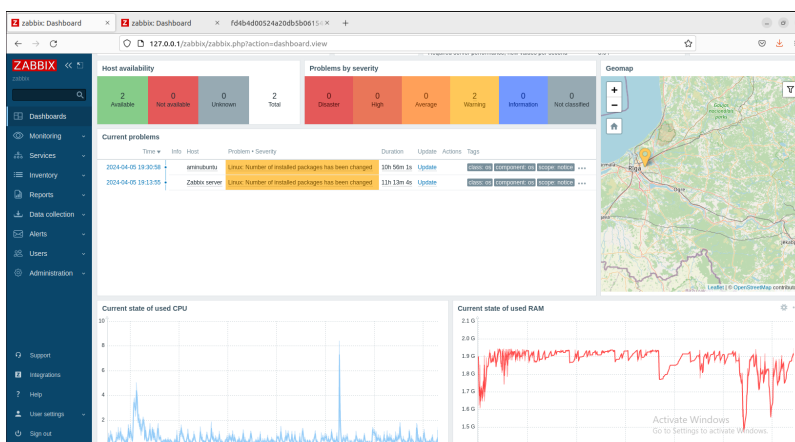 zabbix: Dashboard
zabbix: Dashboard
fd4b4d00524a20db5b0615
127.0.0.1/zabbix/zabbix.php?action=dashboard.view
ZABBIX
zabbix
Dashboards
Monitoring
Services
Inventory
Reports
Data collection
Alerts
Users
Administration
Support
Integrations
Help
User settings
Sign out
Host availability
2 Available
0 Not available
0 Unknown
2 Total
Problems by severity
0 Disaster
0 High
0 Average
2 Warning
0 Information
0 Not classified
Current problems
Time Info Host Problem • Severity Duration Update Actions Tags
2024-04-05 19:30:58 aminubuntu Linux: Number of installed packages has been changed 10h 56m 1s Update class: os component: os scope: notice
2024-04-05 19:13:55 Zabbix server Linux: Number of installed packages has been changed 11h 13m 4s Update class: os component: os scope: notice
Geomap
+
−
Rīga
Ogre
Leaflet | © OpenStreetMap contribut
Current state of used CPU
10
8
6
4
2
Current state of used RAM
2.1 G
2.0 G
1.9 G
1.8 G
1.7 G
1.6 G
1.5 G
Activate Windows
Go to Settings to activate Windows.